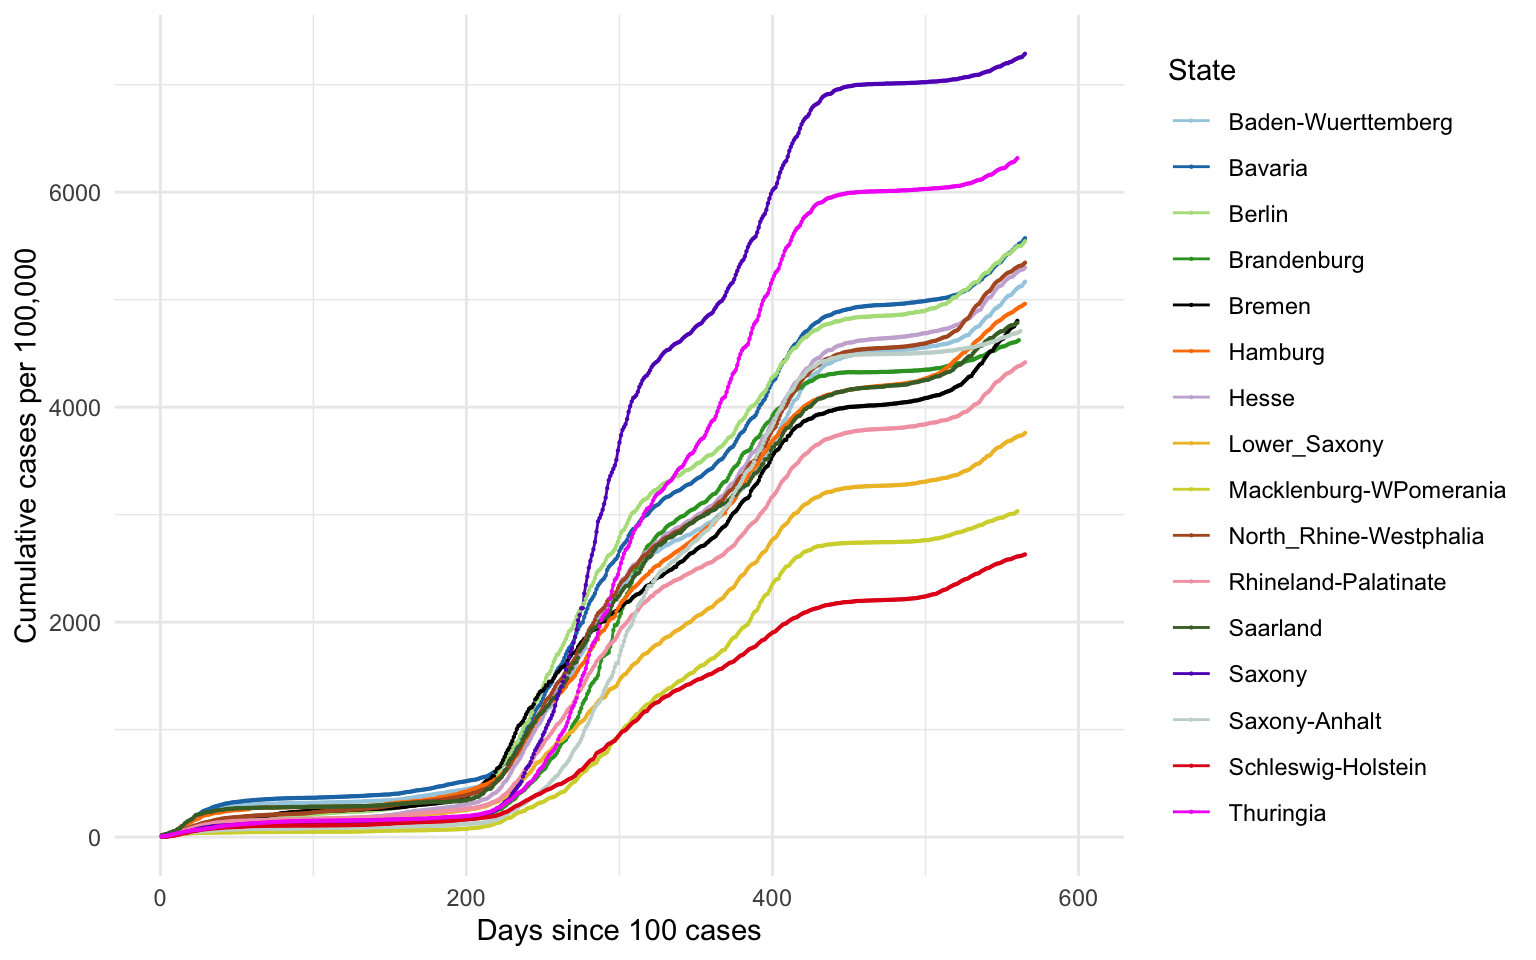 State
Baden-Wuerttemberg
Bavaria
Berlin
Brandenburg
Bremen
Hamburg
Hesse
Lower_Saxony
Macklenburg-WPomerania
North_Rhine-Westphalia
Rhineland-Palatinate
Saarland
Saxony
Saxony-Anhalt
Schleswig-Holstein
Thuringia
Cumulative cases per 100,000
6000
4000
2000
0
0 200 400 600
Days since 100 cases